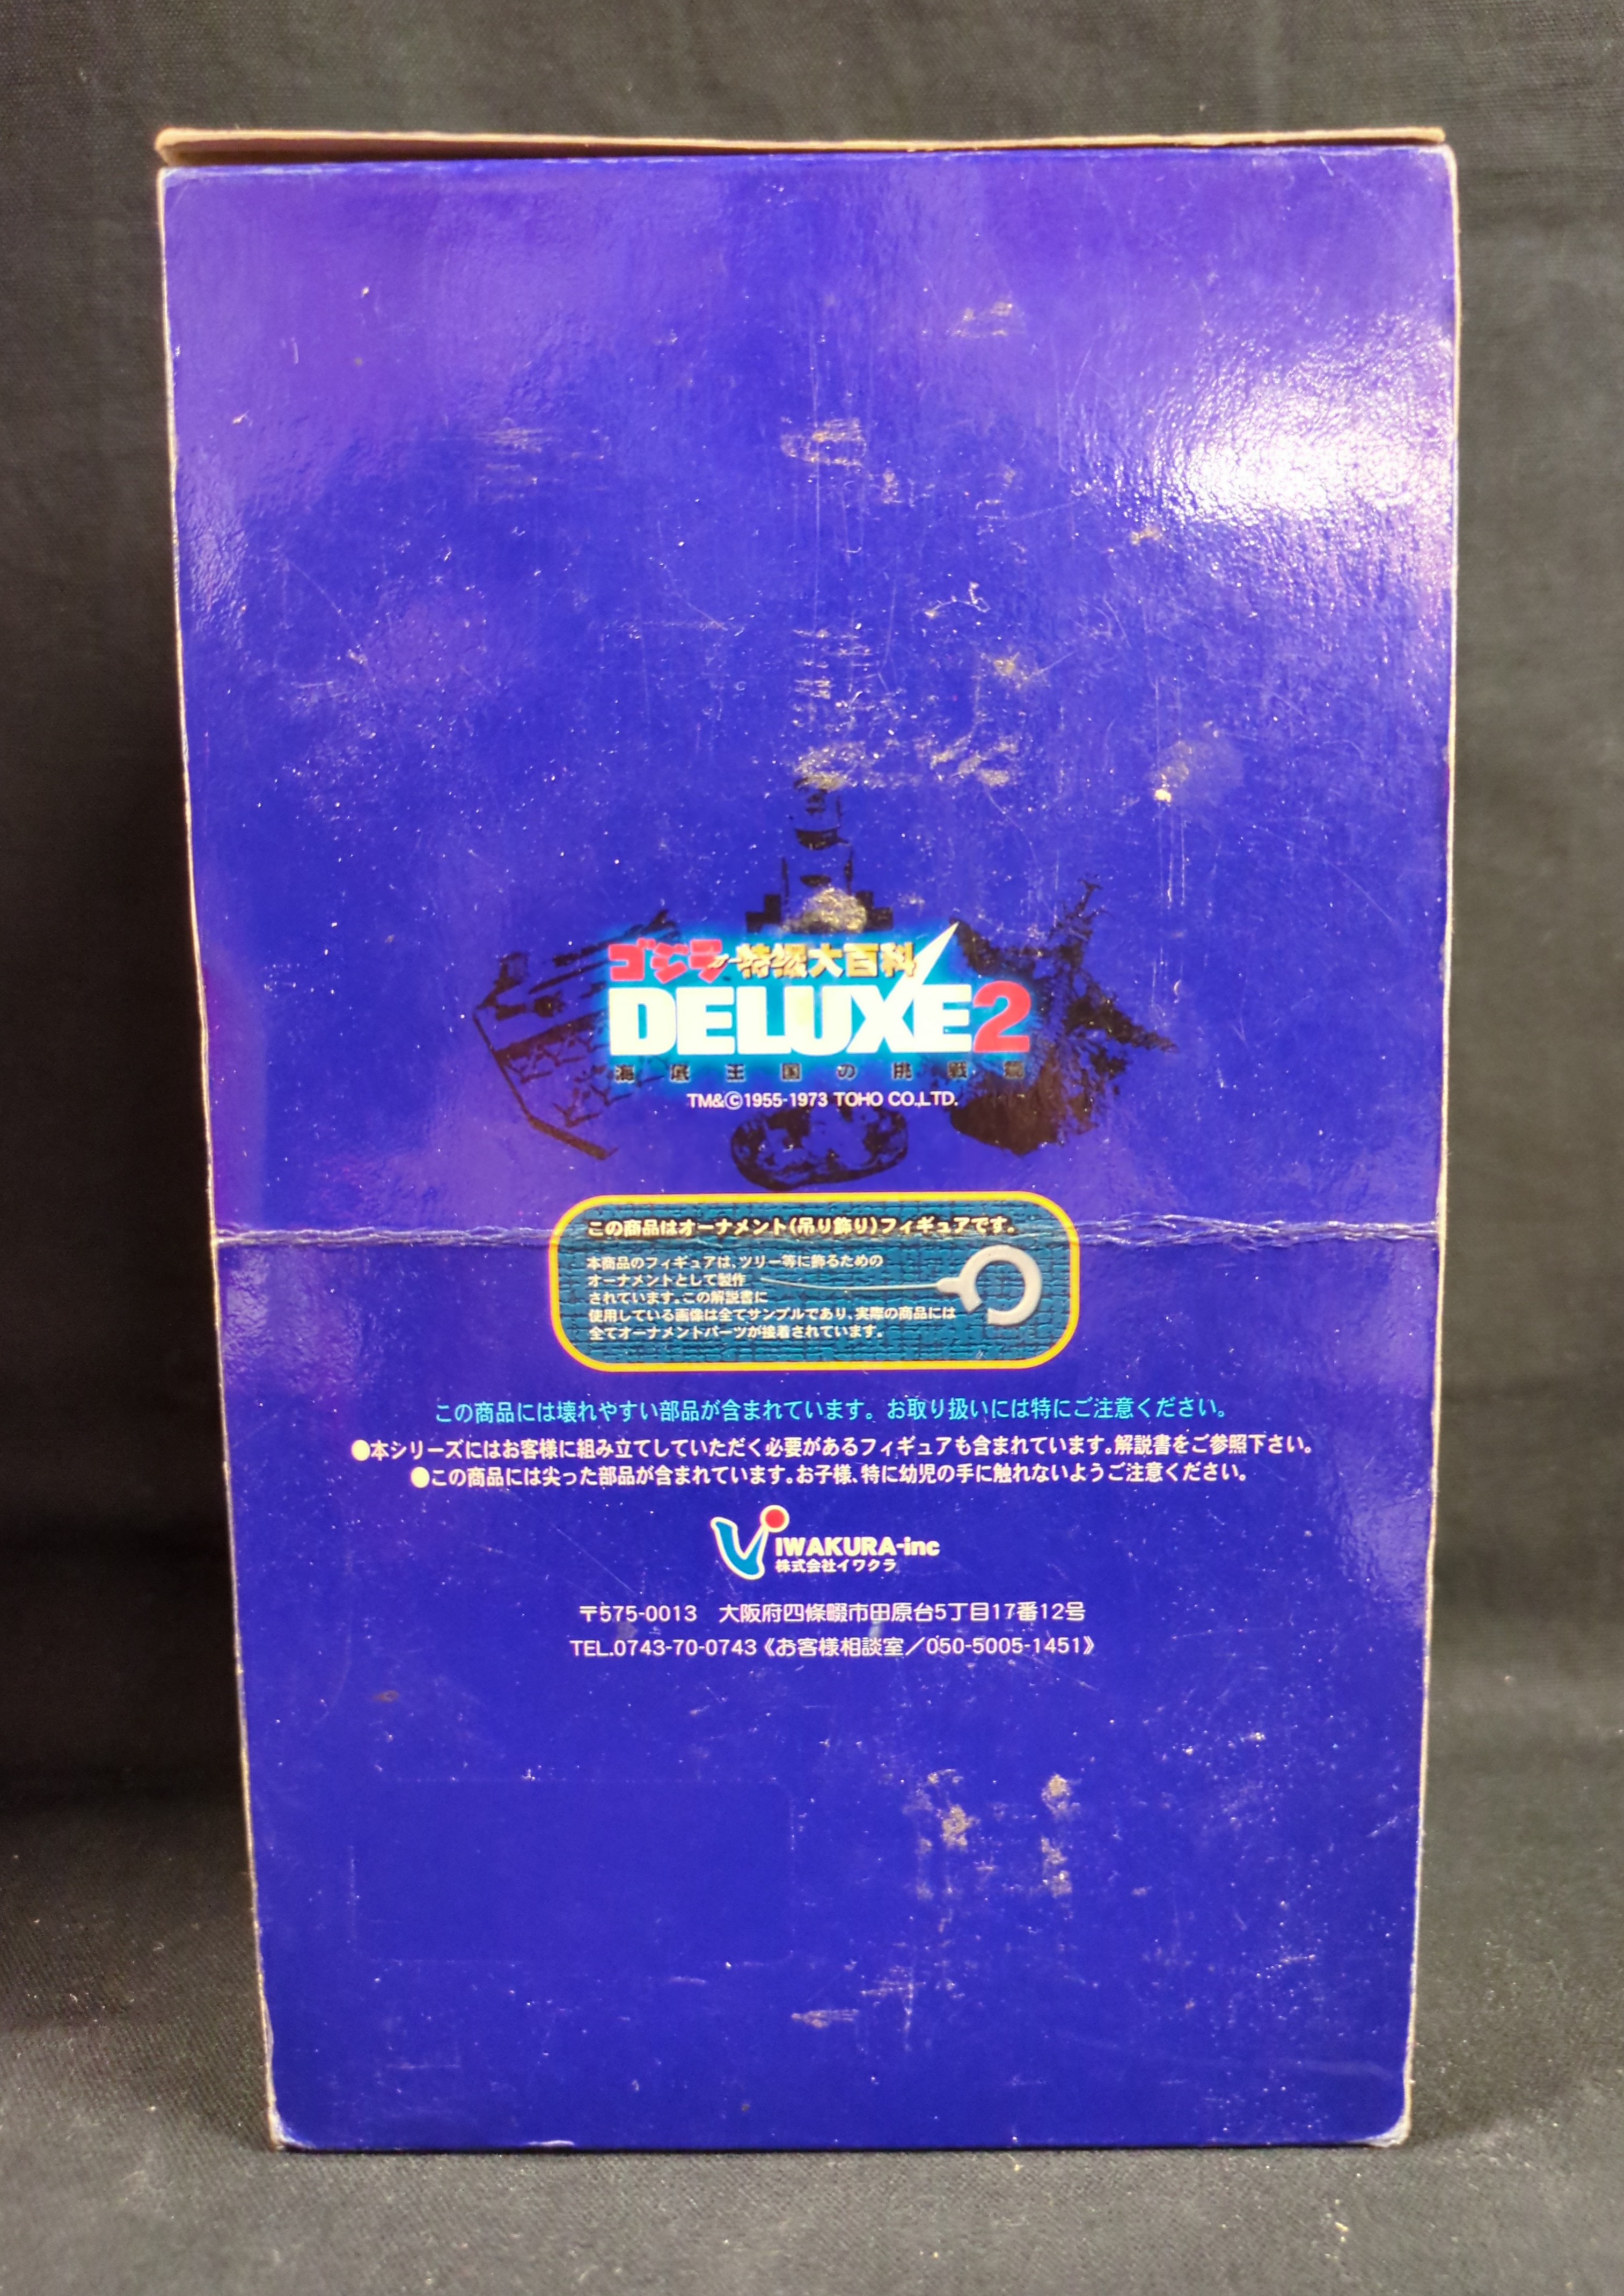 ゴジラ特撮大百科
DELUXE2
海底王国の挑戦編
TM&©1955-1973 TOHO CO.,LTD.
この商品はオーナメント(吊り飾り)フィギュアです。
本商品のフィギュアは、ツリー等に飾るための
オーナメントとして製作
されています。この解説書に
使用している画像は全てサンプルであり、実際の商品には
全てオーナメントパーツが接着されています。
この商品には壊れやすい部品が含まれています。お取り扱いには特にご注意ください。
●本シリーズにはお客様に組み立てしていただく必要があるフィギュアも含まれています。解説書をご参照下さい。
●この商品には尖った部品が含まれています。お子様、特に幼児の手に触れないようご注意ください。
IWAKURA-inc
株式会社イワクラ
〒575-0013 大阪府四條畷市田原台5丁目17番12号
TEL.0743-70-0743《お客様相談室／050-5005-1451》